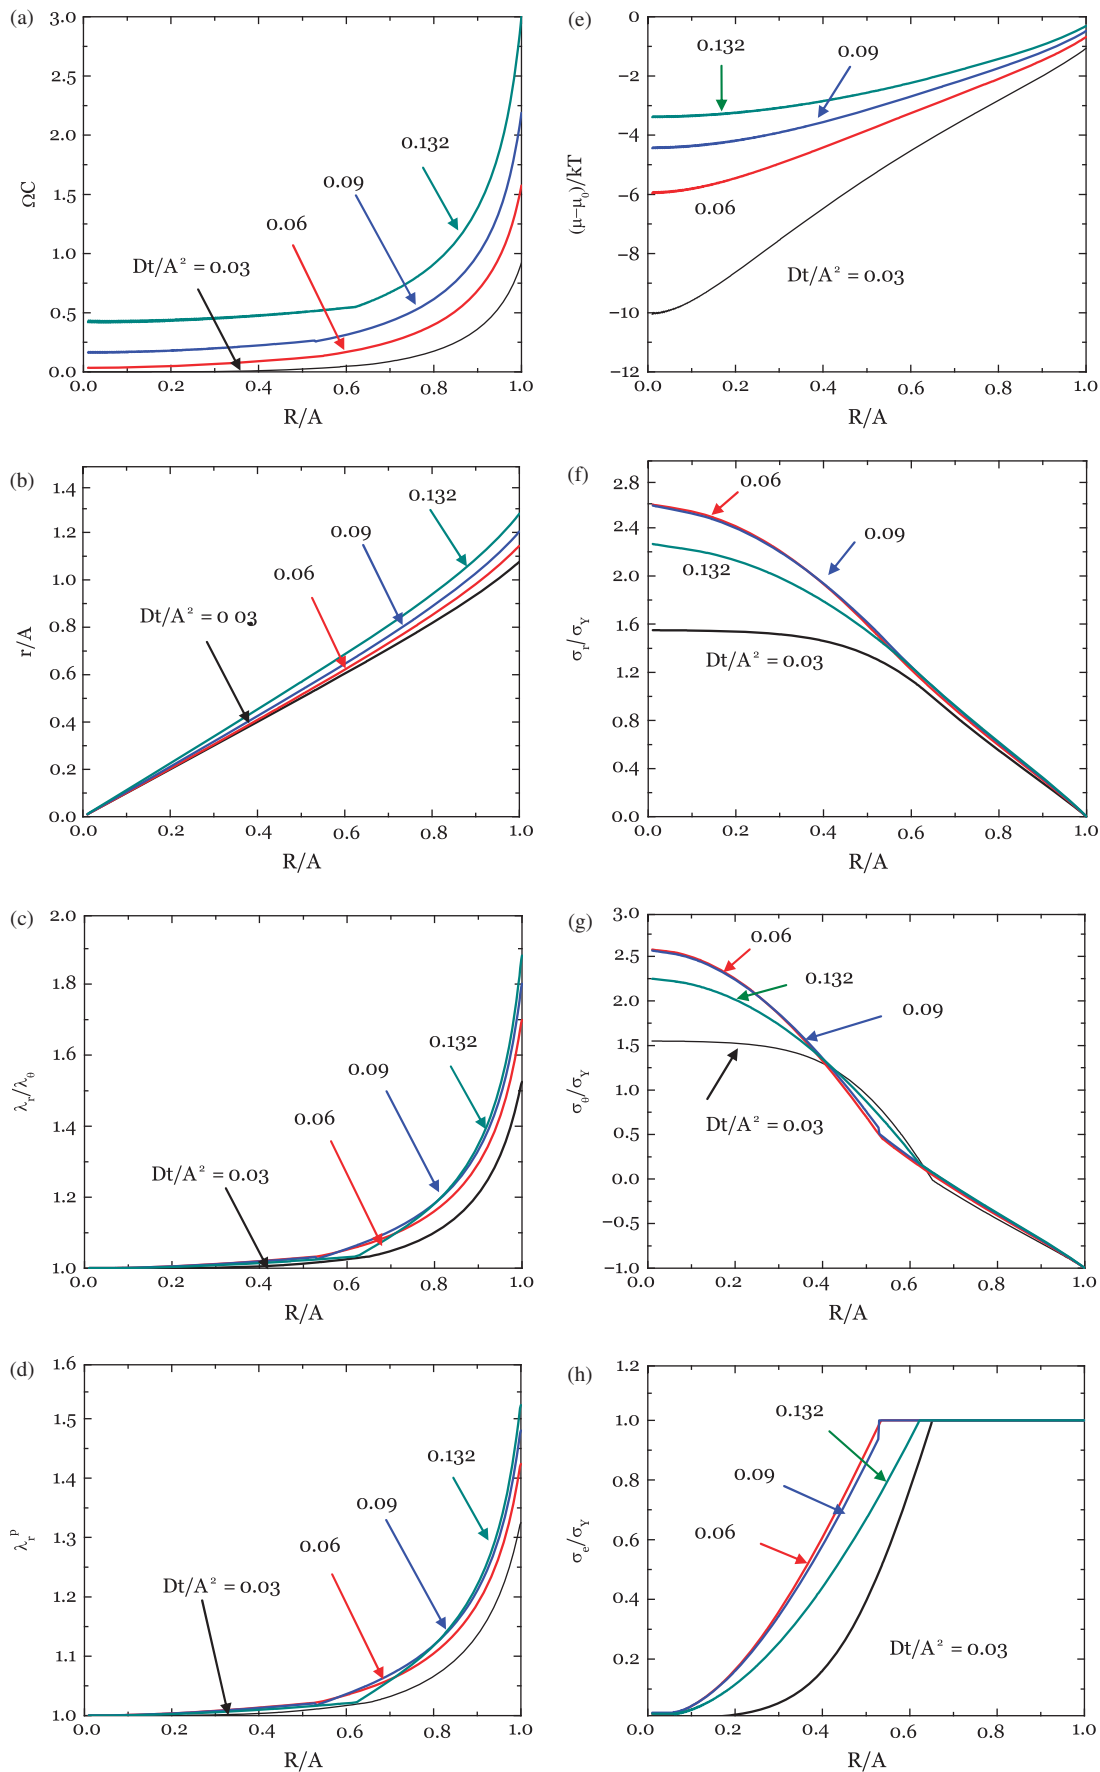 (a)
3.0
2.5
2.0
1.5
1.0
0.5
0.0
ΩC
0.132
0.09
0.06
Dt/A² = 0.03
0.0 0.2 0.4 0.6 0.8 1.0
R/A
(b)
1.4
1.2
1.0
0.8
0.6
0.4
0.2
0.0
r/A
0.132
0.09
0.06
Dt/A² = 0 03
0.0 0.2 0.4 0.6 0.8 1.0
R/A
(c)
2.0
1.8
1.6
1.4
1.2
1.0
λr/λθ
0.132
0.09
0.06
Dt/A² = 0.03
0.0 0.2 0.4 0.6 0.8 1.0
R/A
(d)
1.6
1.5
1.4
1.3
1.2
1.1
1.0
λr^p
0.132
0.09
0.06
Dt/A² = 0.03
0.0 0.2 0.4 0.6 0.8 1.0
R/A
(e)
0
−2
−4
−6
−8
−10
−12
(μ−μ₀)/kT
0.132
0.09
0.06
Dt/A² = 0.03
0.0 0.2 0.4 0.6 0.8 1.0
R/A
(f)
2.8
2.4
2.0
1.6
1.2
0.8
0.4
0.0
σr/σY
0.06
0.09
0.132
Dt/A² = 0.03
0.0 0.2 0.4 0.6 0.8 1.0
R/A
(g)
3.0
2.5
2.0
1.5
1.0
0.5
0.0
−0.5
−1.0
σθ/σY
0.06
0.132
0.09
Dt/A² = 0.03
0.0 0.2 0.4 0.6 0.8 1.0
R/A
(h)
1.2
1.0
0.8
0.6
0.4
0.2
σe/σY
0.132
0.09
0.06
Dt/A² = 0.03
0.0 0.2 0.4 0.6 0.8 1.0
R/A